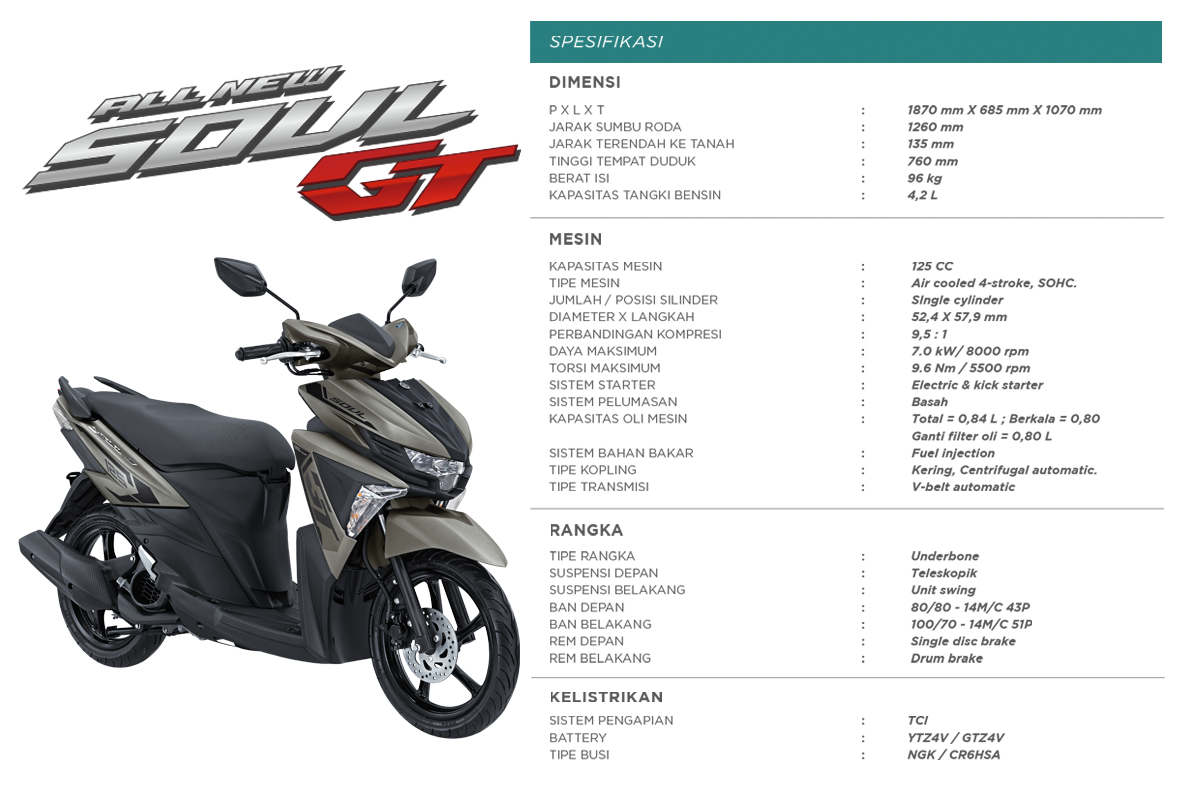 ALL NEW
SOUL
GT
SOUL
SPESIFIKASI
DIMENSI
P X L X T : 1870 mm X 685 mm X 1070 mm
JARAK SUMBU RODA : 1260 mm
JARAK TERENDAH KE TANAH : 135 mm
TINGGI TEMPAT DUDUK : 760 mm
BERAT ISI : 96 kg
KAPASITAS TANGKI BENSIN : 4,2 L
MESIN
KAPASITAS MESIN : 125 CC
TIPE MESIN : Air cooled 4-stroke, SOHC.
JUMLAH / POSISI SILINDER : SIngle cylinder
DIAMETER X LANGKAH : 52,4 X 57,9 mm
PERBANDINGAN KOMPRESI : 9,5 : 1
DAYA MAKSIMUM : 7.0 kW/ 8000 rpm
TORSI MAKSIMUM : 9.6 Nm / 5500 rpm
SISTEM STARTER : Electric & kick starter
SISTEM PELUMASAN : Basah
KAPASITAS OLI MESIN : Total = 0,84 L ; Berkala = 0,80
Ganti filter oli = 0,80 L
SISTEM BAHAN BAKAR : Fuel injection
TIPE KOPLING : Kering, Centrifugal automatic.
TIPE TRANSMISI : V-belt automatic
RANGKA
TIPE RANGKA : Underbone
SUSPENSI DEPAN : Teleskopik
SUSPENSI BELAKANG : Unit swing
BAN DEPAN : 80/80 - 14M/C 43P
BAN BELAKANG : 100/70 - 14M/C 51P
REM DEPAN : Single disc brake
REM BELAKANG : Drum brake
KELISTRIKAN
SISTEM PENGAPIAN : TCI
BATTERY : YTZ4V / GTZ4V
TIPE BUSI : NGK / CR6HSA